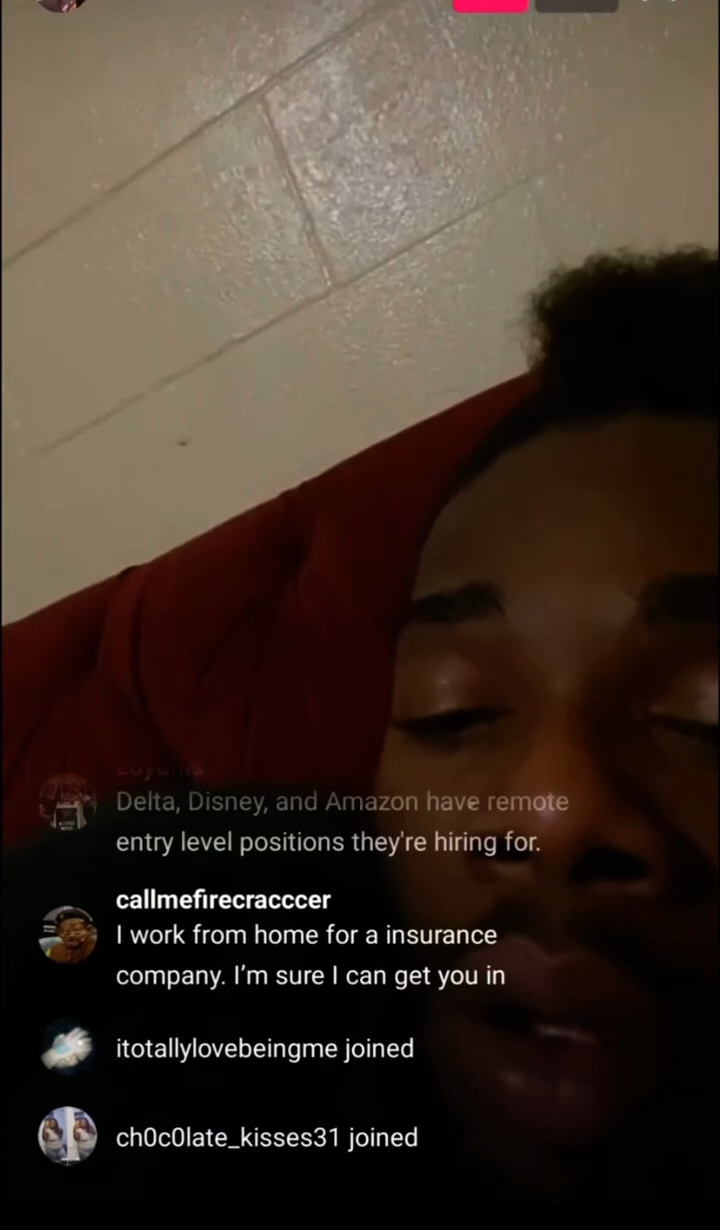 Delta, Disney, and Amazon have remote
entry level positions they're hiring for.
callmefirecracccer
I work from home for a insurance
company. I’m sure I can get you in
itotallylovebeingme joined
ch0c0late_kisses31 joined